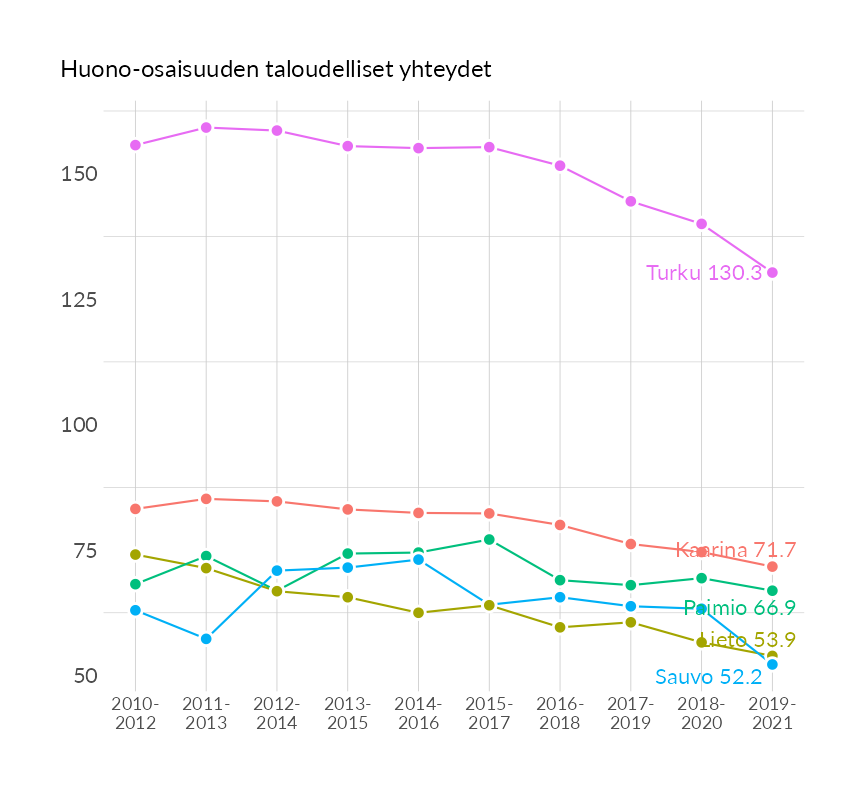 Huono-osaisuuden taloudelliset yhteydet
150
125
100
75
50
Turku 130.3
Kaarina 71.7
Paimio 66.9
Lieto 53.9
Sauvo 52.2
2010- 2011- 2012- 2013- 2014- 2015- 2016- 2017- 2018- 2019-
2012 2013 2014 2015 2016 2017 2018 2019 2020 2021